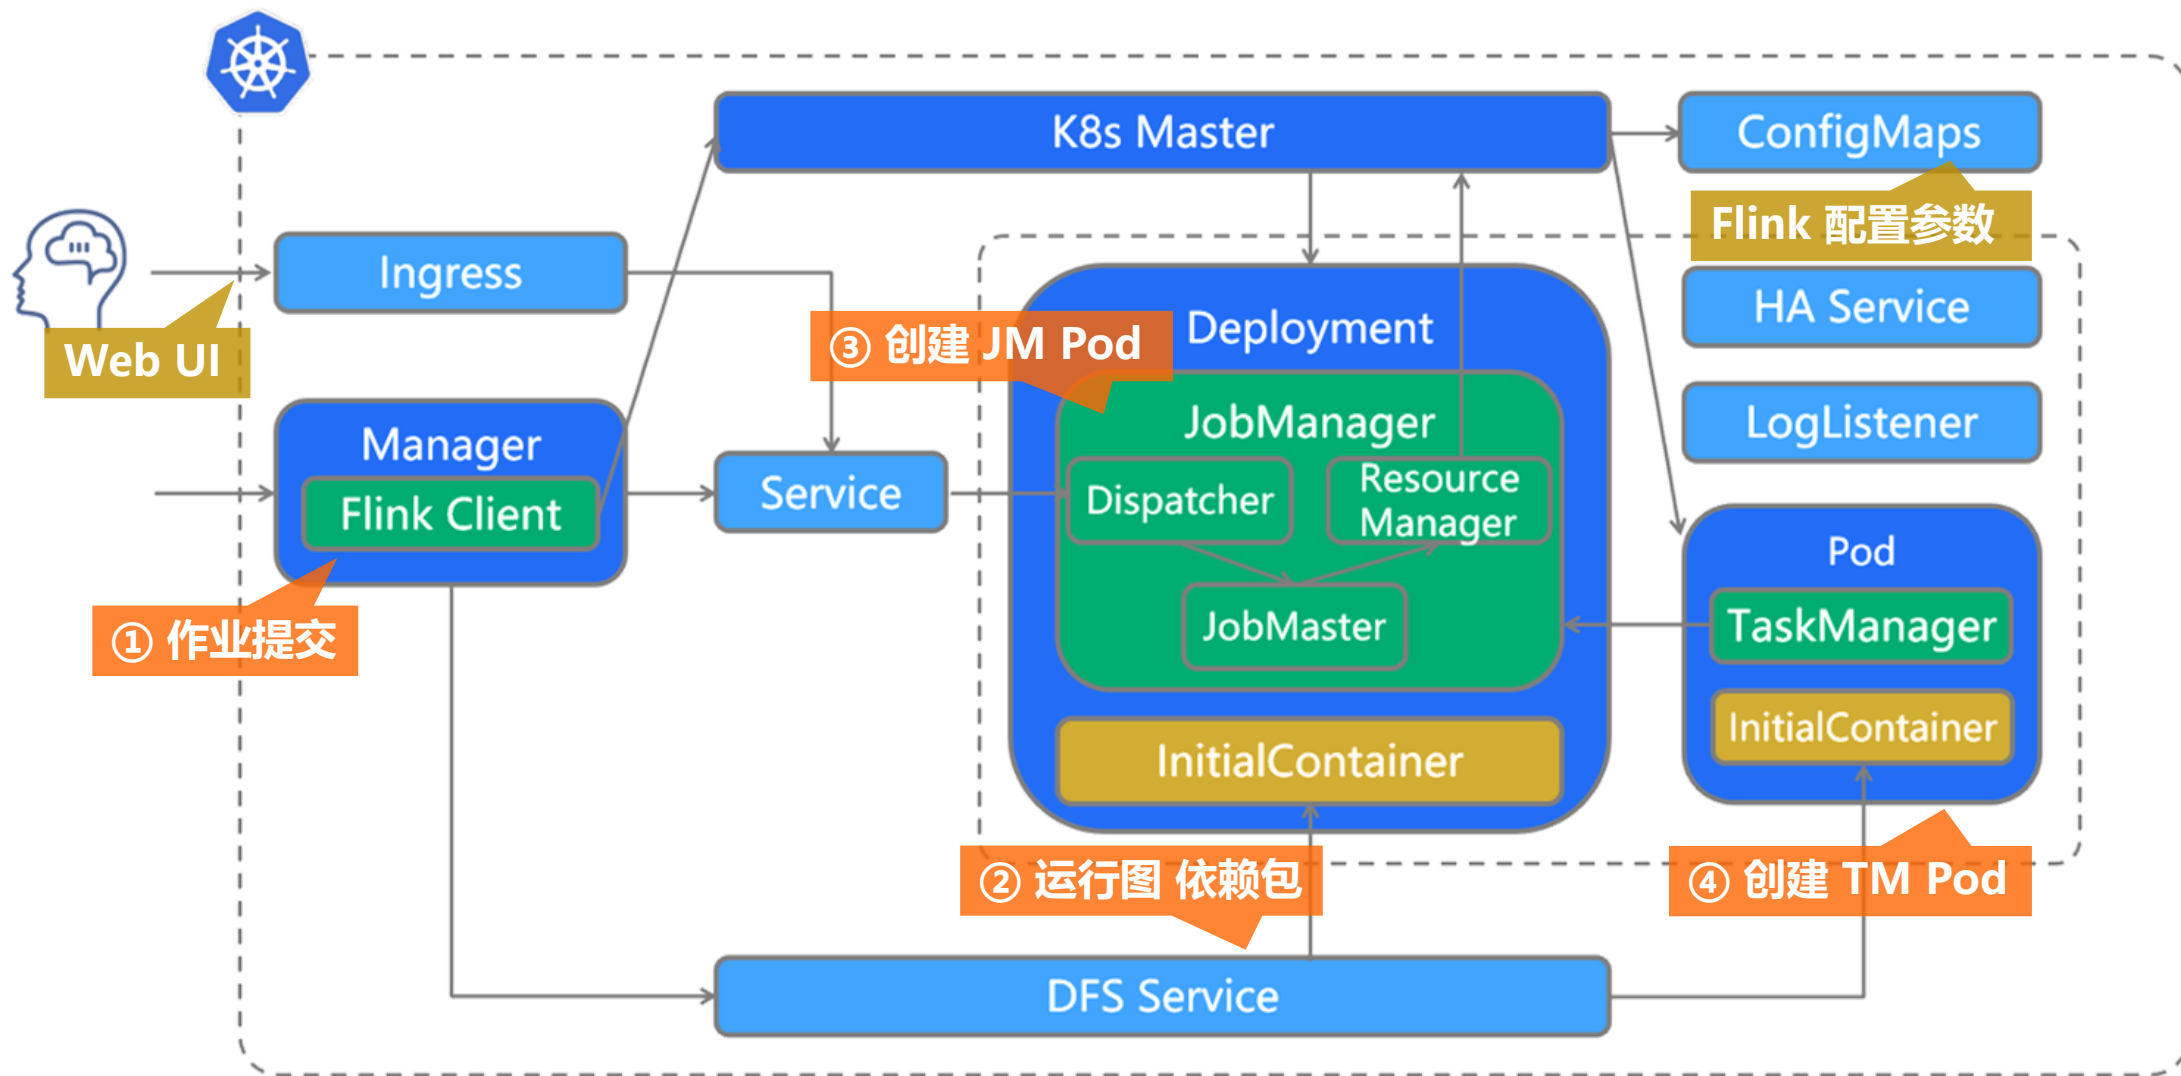 K8s Master
ConfigMaps
Flink 配置参数
Ingress
Web UI
HA Service
③ 创建 JM Pod
Deployment
JobManager
LogListener
Manager
Flink Client
Service
Dispatcher
Resource
Manager
JobMaster
Pod
TaskManager
InitialContainer
① 作业提交
InitialContainer
② 运行图 依赖包
④ 创建 TM Pod
DFS Service